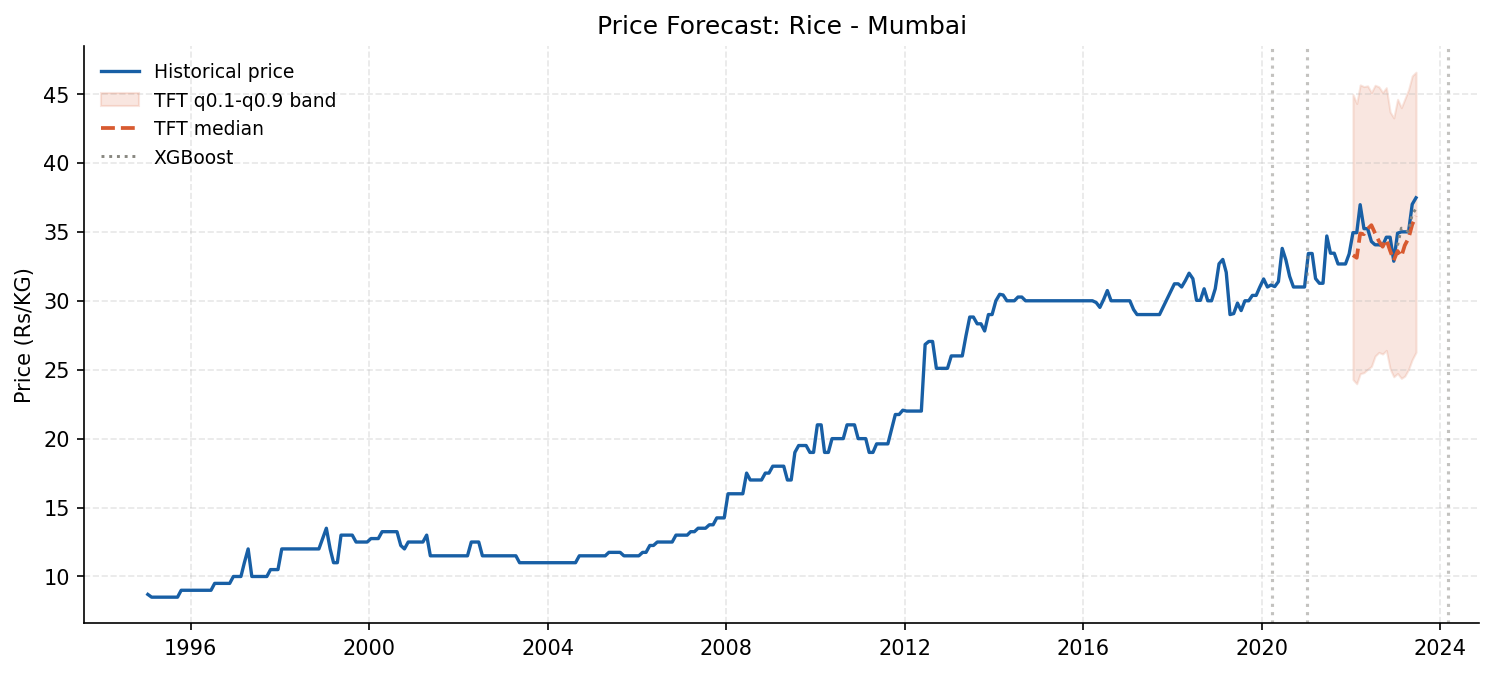 Price Forecast: Rice - Mumbai
Historical price
TFT q0.1-q0.9 band
TFT median
XGBoost
Price (Rs/KG)
45
40
35
30
25
20
15
10
1996 2000 2004 2008 2012 2016 2020 2024